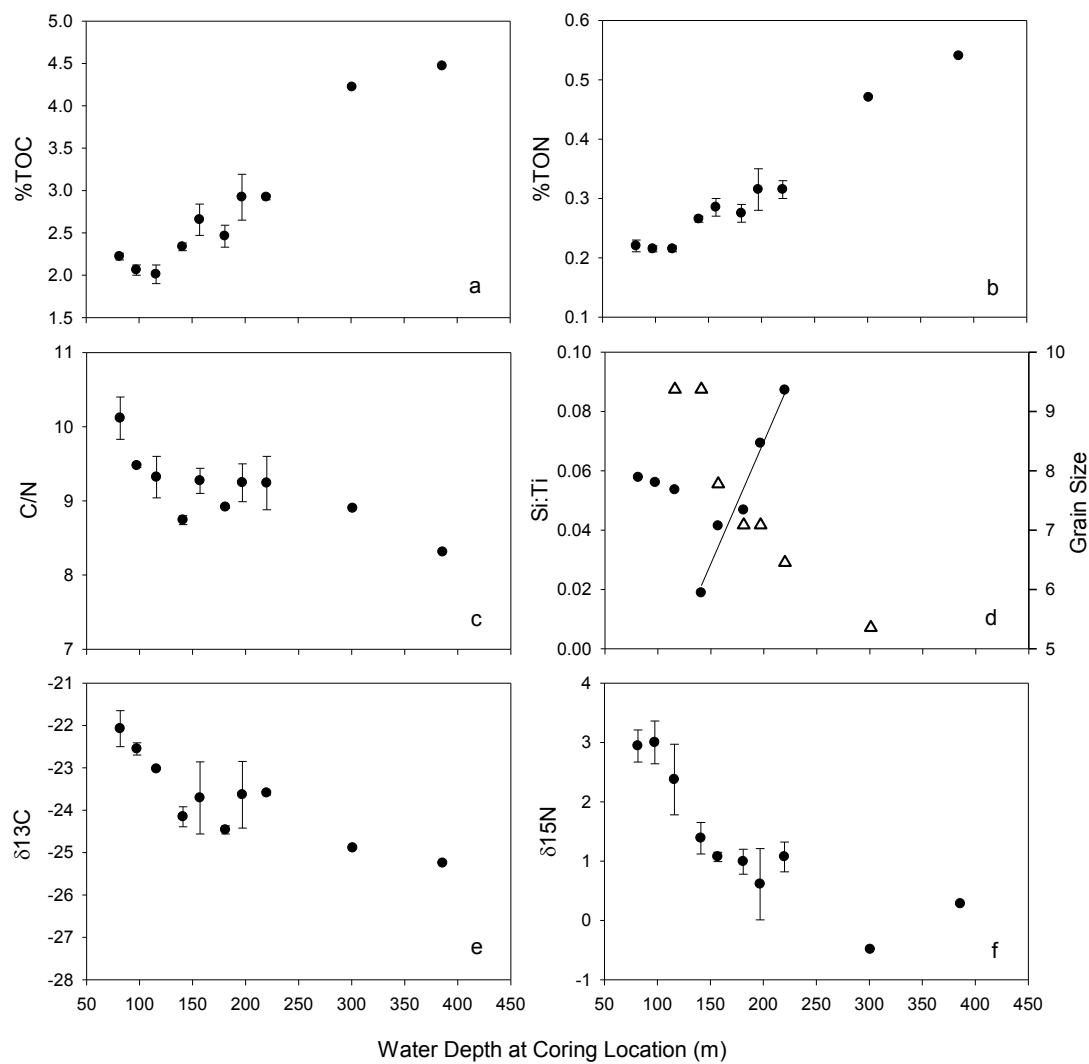 5.0
4.5
4.0
3.5
3.0
2.5
2.0
1.5
%TOC
a
0.6
0.5
0.4
0.3
0.2
0.1
%TON
b
11
10
9
8
7
C/N
c
0.10
0.08
0.06
0.04
0.02
0.00
Si:Ti
10
9
8
7
6
5
Grain Size
d
-21
-22
-23
-24
-25
-26
-27
-28
δ13C
e
50 100 150 200 250 300 350 400 450
4
3
2
1
0
-1
δ15N
f
50 100 150 200 250 300 350 400 450
Water Depth at Coring Location (m)